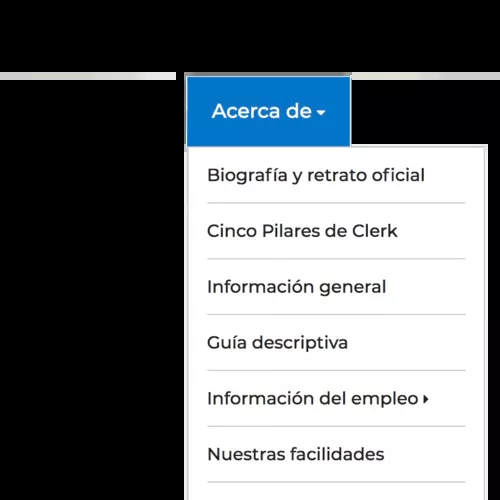 Acerca de
Biografía y retrato oficial
Cinco Pilares de Clerk
Información general
Guía descriptiva
Información del empleo
Nuestras facilidades